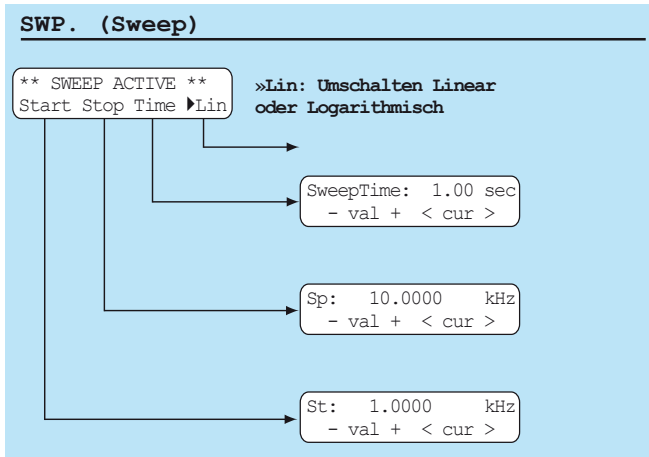 SWP. (Sweep)
** SWEEP ACTIVE **
Start Stop Time ▶Lin
»Lin: Umschalten Linear
oder Logarithmisch
SweepTime: 1.00 sec
- val + < cur >
Sp: 10.0000 kHz
- val + < cur >
St: 1.0000 kHz
- val + < cur >